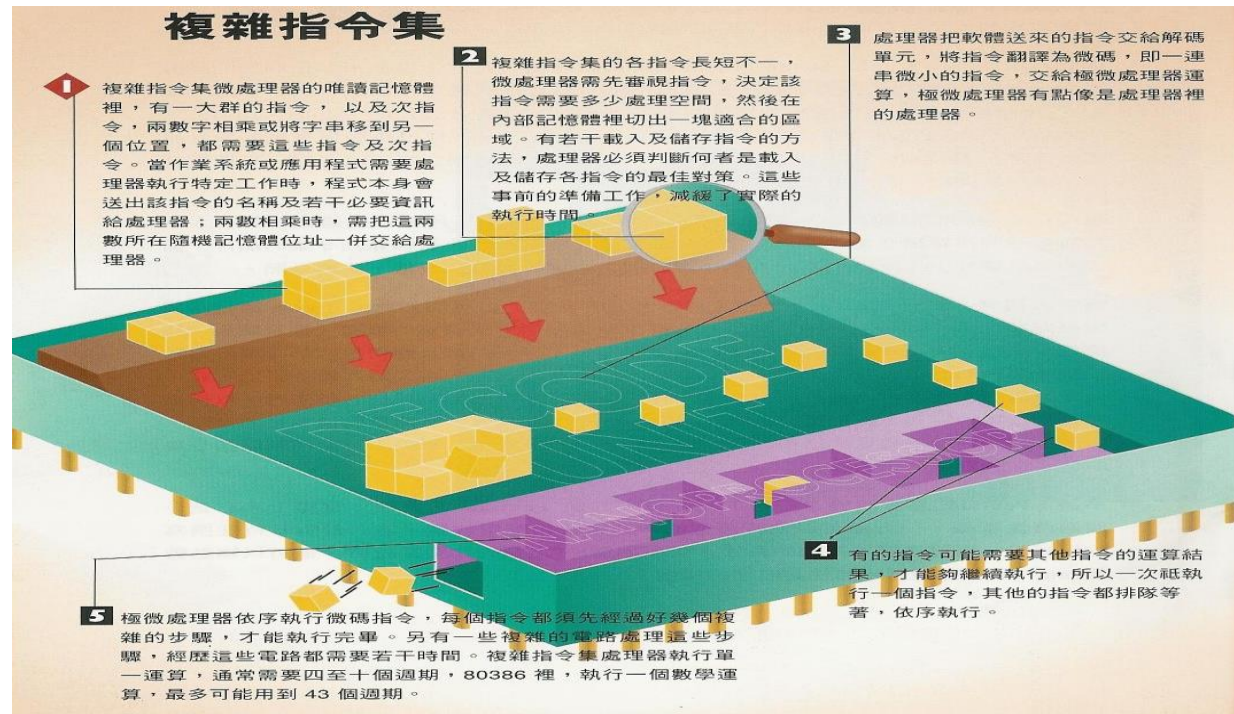 複雜指令集
1
複雜指令集微處理器的唯讀記憶體
裡，有一大群的指令， 以及次指
令，兩數字相乘或將字串移到另一
個位置，都需要這些指令及次指
令。當作業系統或應用程式需要處
理器執行特定工作時，程式本身會
送出該指令的名稱及若干必要資訊
給處理器；兩數相乘時，需把這兩
數所在隨機記憶體位址一併交給處
理器。
2
複雜指令集的各指令長短不一，
微處理器需先審視指令，決定該
指令需要多少處理空間，然後在
內部記憶體裡切出一塊適合的區
域。有若干載入及儲存指令的方
法，處理器必須判斷何者是載入
及儲存各指令的最佳對策。這些
事前的準備工作，減緩了實際的
執行時間。
3
處理器把軟體送來的指令交給解碼
單元，將指令翻譯為微碼，即一連
串微小的指令，交給極微處理器運
算，極微處理器有點像是處理器裡
的處理器。
DECODE
UNIT
NANOPROCESSOR
4
有的指令可能需要其他指令的運算結
果，才能夠繼續執行，所以一次祇執
行一個指令，其他的指令都排隊等
著，依序執行。
5
極微處理器依序執行微碼指令，每個指令都須先經過好幾個複
雜的步驟，才能執行完畢。另有一些複雜的電路處理這些步
驟，經歷這些電路都需要若干時間。複雜指令集處理器執行單
一運算，通常需要四至十個週期，80386 裡，執行一個數學運
算，最多可能用到 43 個週期。